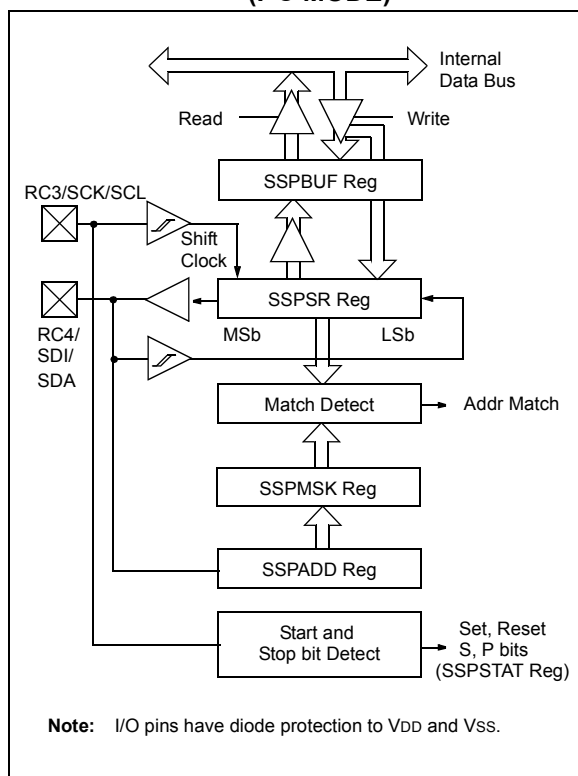 Internal
Data Bus
Read
Write
SSPBUF Reg
RC3/SCK/SCL
Shift
Clock
SSPSR Reg
MSb
LSb
RC4/
SDI/
SDA
Match Detect
Addr Match
SSPMSK Reg
SSPADD Reg
Start and
Stop bit Detect
Set, Reset
S, P bits
(SSPSTAT Reg)
Note: I/O pins have diode protection to VDD and VSS.